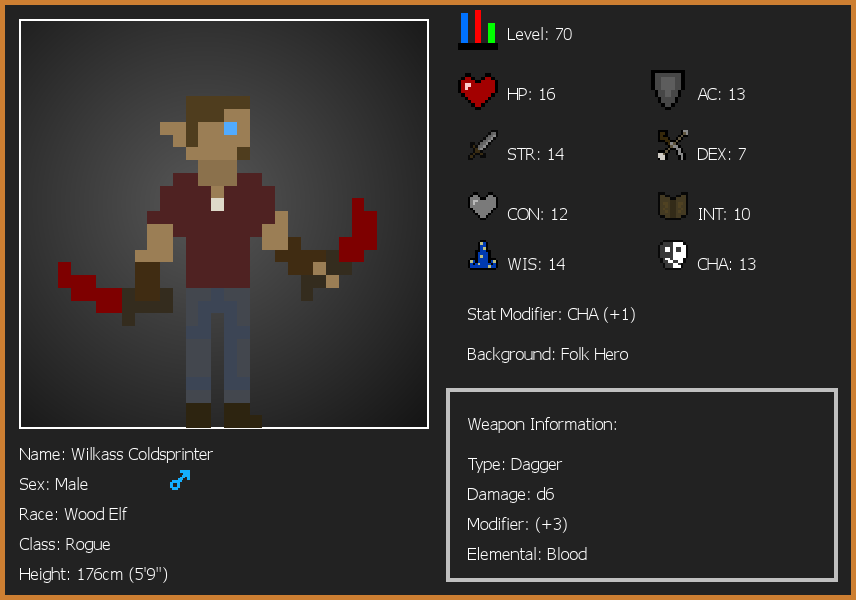 Level: 70
HP: 16
AC: 13
STR: 14
DEX: 7
CON: 12
INT: 10
WIS: 14
CHA: 13
Stat Modifier: CHA (+1)
Background: Folk Hero
Weapon Information:
Type: Dagger
Damage: d6
Modifier: (+3)
Elemental: Blood
Name: Wilkass Coldsprinter
Sex: Male
Race: Wood Elf
Class: Rogue
Height: 176cm (5'9")